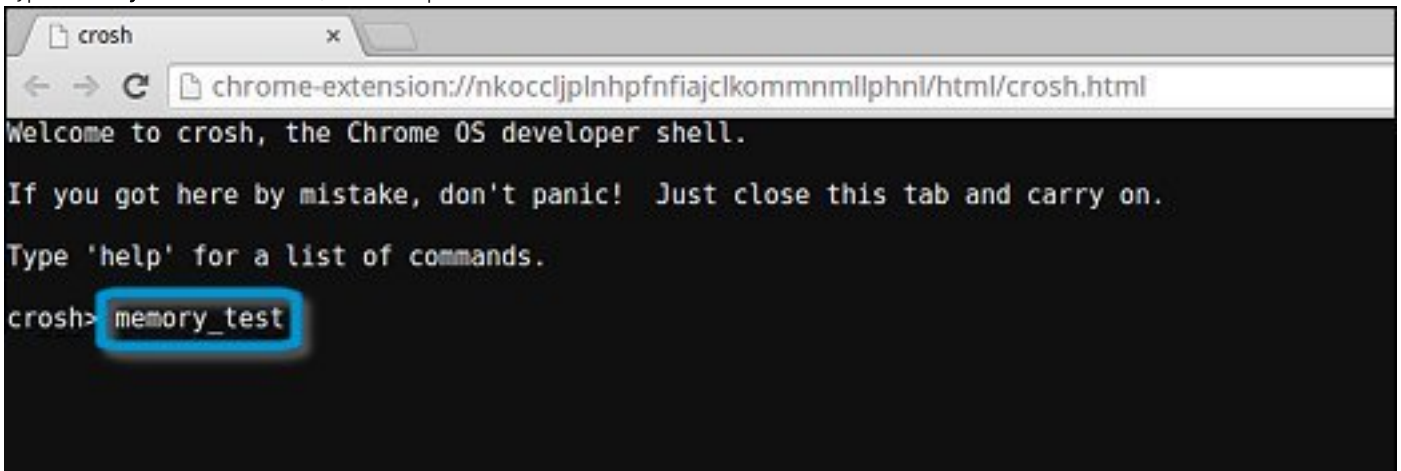 crosh
chrome-extension://nkoccljplnhpfnfiajclkommnmllphnl/html/crosh.html
Welcome to crosh, the Chrome OS developer shell.
If you got here by mistake, don't panic!  Just close this tab and carry on.
Type 'help' for a list of commands.
crosh> memory_test